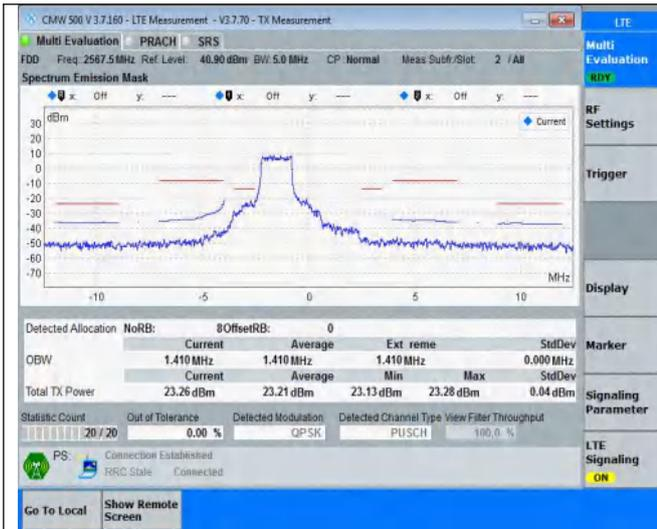 CMW 500 V 3.7.160 - LTE Measurement - V3.7.70 - TX Measurement
LTE
Multi Evaluation PRACH SRS
FDD Freq: 2567.5 MHz Ref. Level: 40.90 dBm BW: 5.0 MHz CP: Normal Meas Subfr./Slot: 2 / All
Spectrum Emission Mask
x: Off y: --- x: Off y: --- x: Off y: ---
dBm
Current
30
20
10
0
-10
-20
-30
-40
-50
-60
-70
MHz
-10 -5 0 5 10
Detected Allocation NoRB: 8 OffsetRB: 0
Current Average Ext reme StdDev
OBW 1.410 MHz 1.410 MHz 1.410 MHz 0.000 MHz
Current Average Min Max StdDev
Total TX Power 23.26 dBm 23.21 dBm 23.13 dBm 23.28 dBm 0.04 dBm
Statistic Count Out of Tolerance Detected Modulation Detected Channel Type View Filter Throughput
20 / 20 0.00 % QPSK PUSCH 100.0 %
PS: Connection Established
RRC State Connected
Go To Local
Show Remote
Screen
Multi
Evaluation
RDY
RF
Settings
Trigger
Display
Marker
Signaling
Parameter
LTE
Signaling
ON